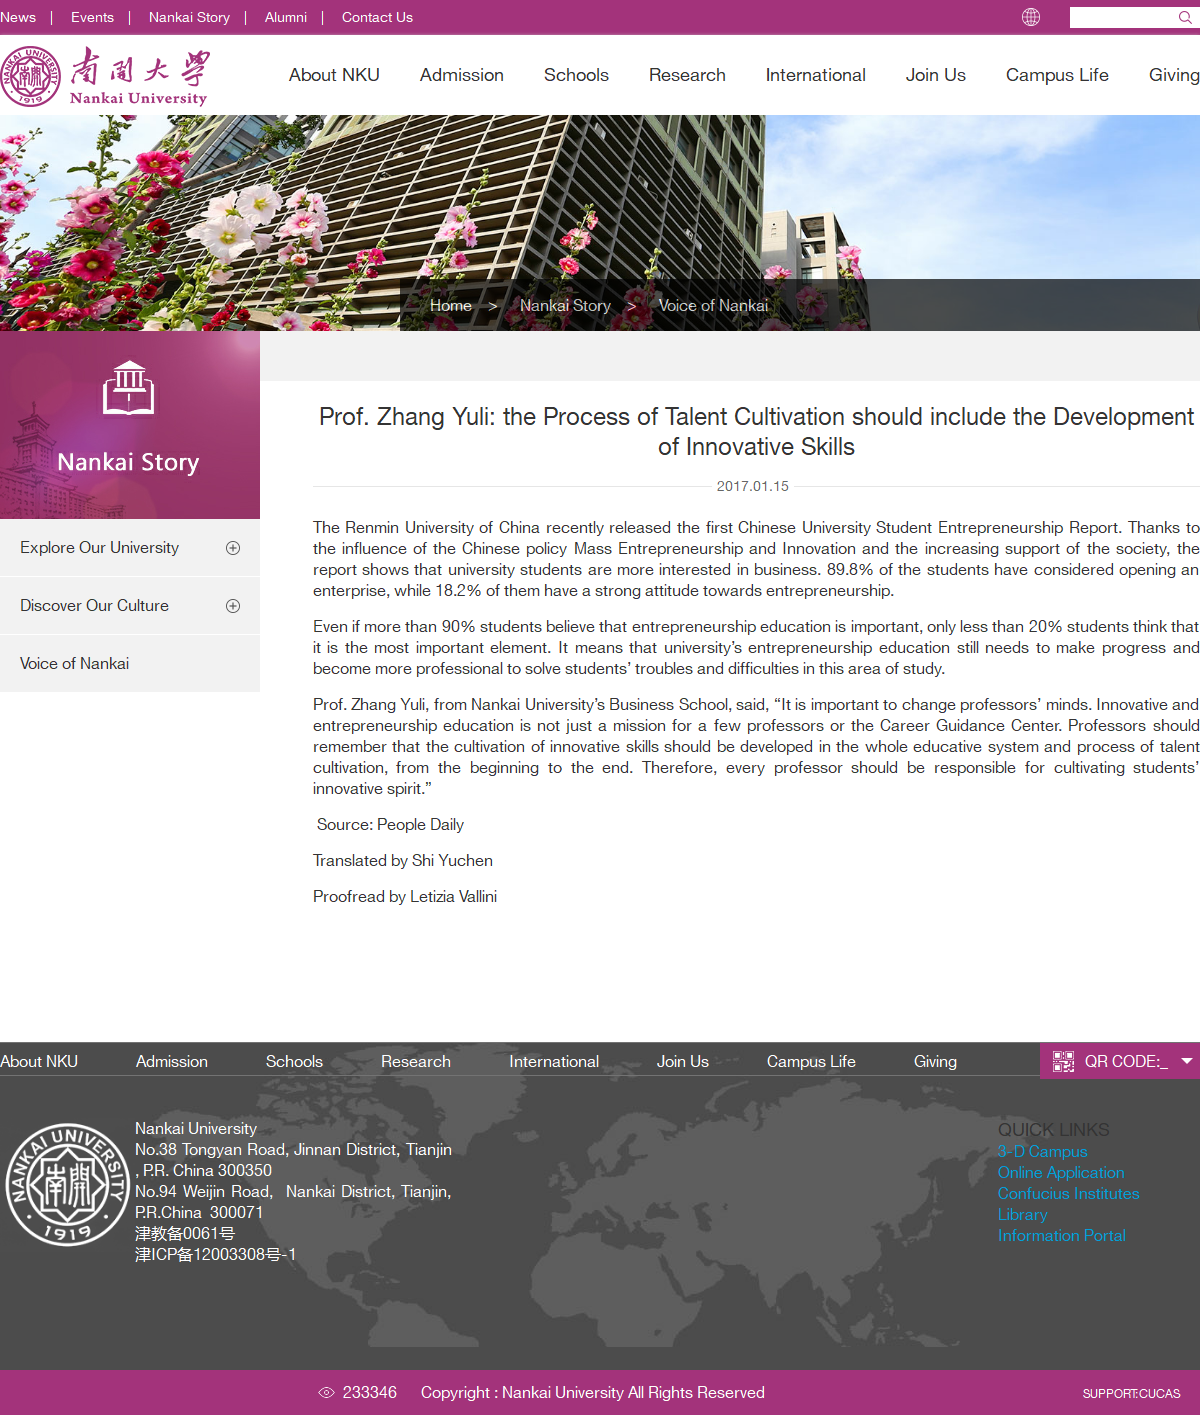 News | Events | Nankai Story | Alumni | Contact Us
NANKAI UNIVERSITY 1919 南開大學
Nankai University
About NKU Admission Schools Research International Join Us Campus Life Giving
Home > Nankai Story > Voice of Nankai
Nankai Story
Explore Our University
Discover Our Culture
Voice of Nankai
Prof. Zhang Yuli: the Process of Talent Cultivation should include the Development
of Innovative Skills
2017.01.15
The Renmin University of China recently released the first Chinese University Student Entrepreneurship Report. Thanks to
the influence of the Chinese policy Mass Entrepreneurship and Innovation and the increasing support of the society, the
report shows that university students are more interested in business. 89.8% of the students have considered opening an
enterprise, while 18.2% of them have a strong attitude towards entrepreneurship.
Even if more than 90% students believe that entrepreneurship education is important, only less than 20% students think that
it is the most important element. It means that university’s entrepreneurship education still needs to make progress and
become more professional to solve students’ troubles and difficulties in this area of study.
Prof. Zhang Yuli, from Nankai University’s Business School, said, “It is important to change professors’ minds. Innovative and
entrepreneurship education is not just a mission for a few professors or the Career Guidance Center. Professors should
remember that the cultivation of innovative skills should be developed in the whole educative system and process of talent
cultivation, from the beginning to the end. Therefore, every professor should be responsible for cultivating students’
innovative spirit.”
Source: People Daily
Translated by Shi Yuchen
Proofread by Letizia Vallini
About NKU Admission Schools Research International Join Us Campus Life Giving QR CODE:_
NANKAI UNIVERSITY 南開 1919
Nankai University
No.38 Tongyan Road, Jinnan District, Tianjin
, P.R. China 300350
No.94 Weijin Road, Nankai District, Tianjin,
P.R.China 300071
津教备0061号
津ICP备12003308号-1
QUICK LINKS
3-D Campus
Online Application
Confucius Institutes
Library
Information Portal
233346 Copyright : Nankai University All Rights Reserved SUPPORT:CUCAS